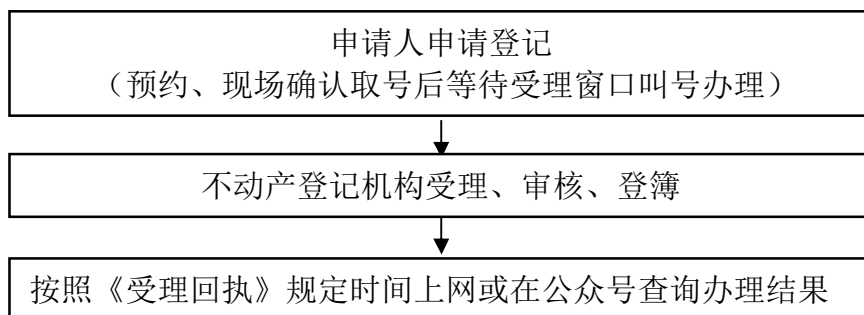 申请人申请登记
（预约、现场确认取号后等待受理窗口叫号办理）
不动产登记机构受理、审核、登簿
按照《受理回执》规定时间上网或在公众号查询办理结果